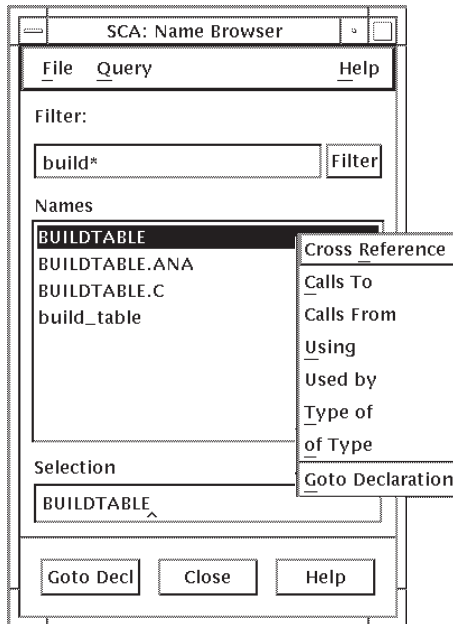 SCA: Name Browser
File Query Help
Filter:
build*
Filter
Names
BUILDTABLE
BUILDTABLE.ANA
BUILDTABLE.C
build_table
Cross Reference
Calls To
Calls From
Using
Used by
Type of
of Type
Goto Declaration
Selection
BUILDTABLE
Goto Decl Close Help